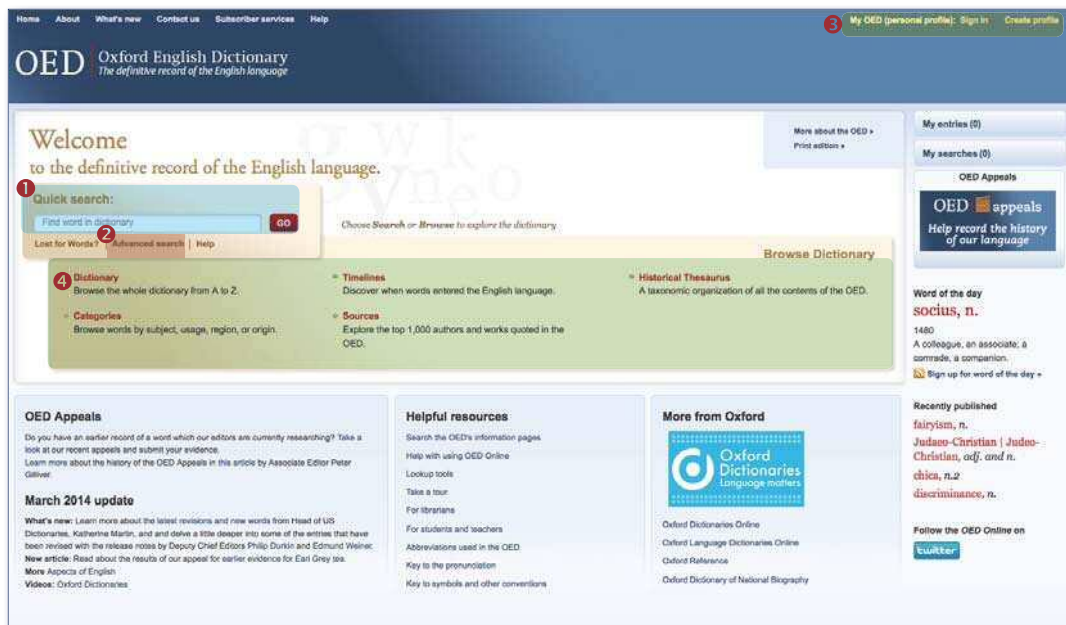 Home About What's new Contact us Subscriber services Help
❸ My OED (personal profile): Sign in Create profile
OED Oxford English Dictionary
The definitive record of the English language
Welcome
to the definitive record of the English language.
More about the OED »
Print edition »
❶
Quick search:
Find word in dictionary GO
❷
Lost for Words? Advanced search | Help
Choose Search or Browse to explore the dictionary
Browse Dictionary
❹ Dictionary
Browse the whole dictionary from A to Z.
» Categories
Browse words by subject, usage, region, or origin.
» Timelines
Discover when words entered the English language.
» Sources
Explore the top 1,000 authors and works quoted in the
OED.
» Historical Thesaurus
A taxonomic organization of all the contents of the OED.
My entries (0)
My searches (0)
OED Appeals
OED appeals
Help record the history
of our language
Word of the day
socius, n.
1480
A colleague, an associate; a
comrade, a companion.
Sign up for word of the day »
Recently published
fairyism, n.
Judaeo-Christian | Judeo-
Christian, adj. and n.
chica, n.2
discriminance, n.
Follow the OED Online on
twitter
OED Appeals
Do you have an earlier record of a word which our editors are currently researching? Take a
look at our recent appeals and submit your evidence.
Learn more about the history of the OED Appeals in this article by Associate Editor Peter
Gilliver.
March 2014 update
What's new: Learn more about the latest revisions and new words from Head of US
Dictionaries, Katherine Martin, and and delve a little deeper into some of the entries that have
been revised with the release notes by Deputy Chief Editors Philip Durkin and Edmund Weiner.
New article: Read about the results of our appeal for earlier evidence for Earl Grey tea.
More Aspects of English
Videos: Oxford Dictionaries
Helpful resources
Search the OED's information pages
Help with using OED Online
Lookup tools
Take a tour
For librarians
For students and teachers
Abbreviations used in the OED
Key to the pronunciation
Key to symbols and other conventions
More from Oxford
Oxford
Dictionaries
Language matters
Oxford Dictionaries Online
Oxford Language Dictionaries Online
Oxford Reference
Oxford Dictionary of National Biography